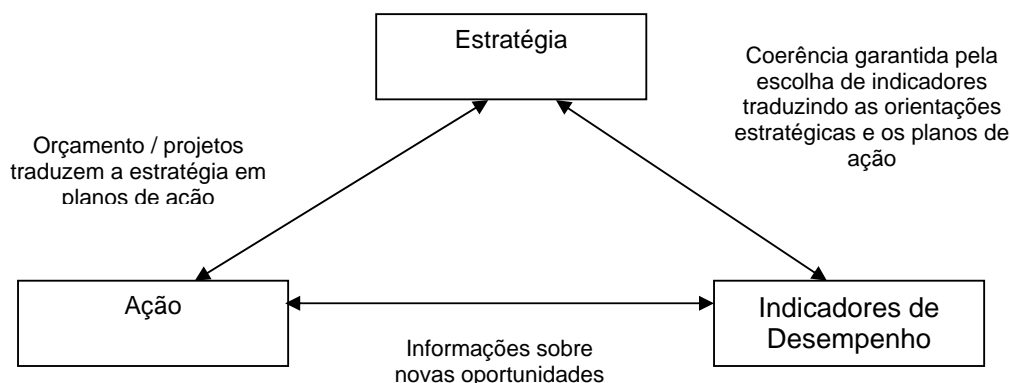 Estratégia
Coerência garantida pela
escolha de indicadores
traduzindo as orientações
estratégicas e os planos de
ação
Orçamento / projetos
traduzem a estratégia em
planos de ação
Ação
Indicadores de
Desempenho
Informações sobre
novas oportunidades